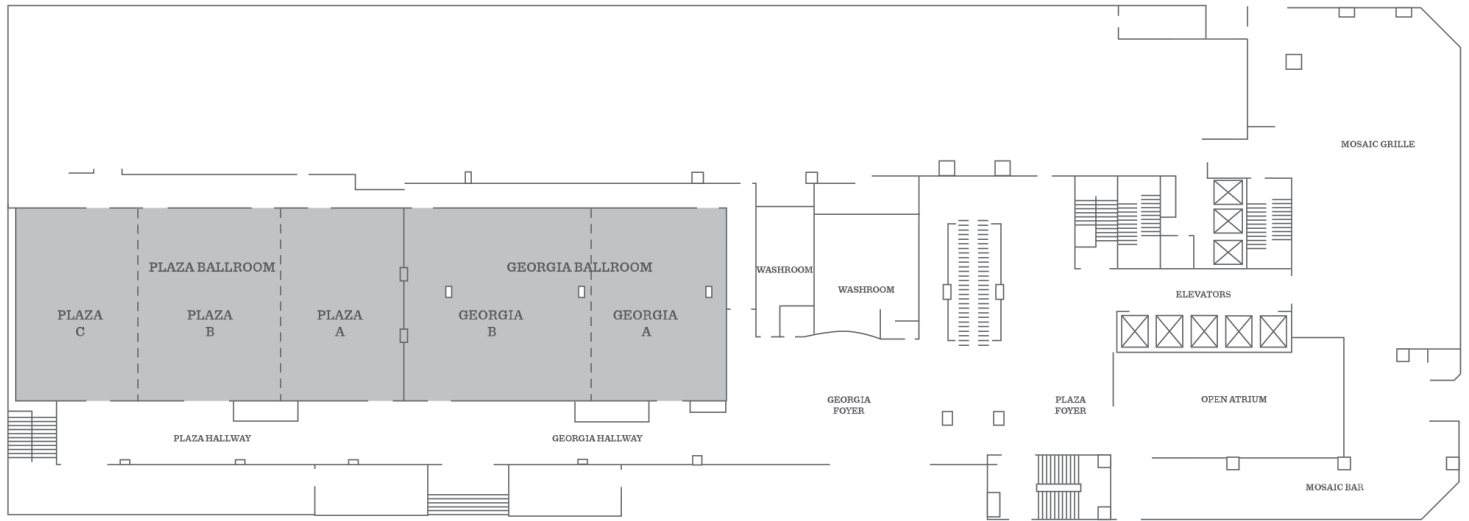 MOSAIC GRILLE
PLAZA BALLROOM
GEORGIA BALLROOM
WASHROOM
WASHROOM
ELEVATORS
PLAZA
C
PLAZA
B
PLAZA
A
GEORGIA
B
GEORGIA
A
GEORGIA
FOYER
PLAZA
FOYER
OPEN ATRIUM
PLAZA HALLWAY
GEORGIA HALLWAY
MOSAIC BAR